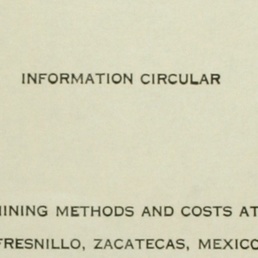 INFORMATION CIRCULAR
MINING METHODS AND COSTS AT
FRESNILLO, ZACATECAS, MEXICO